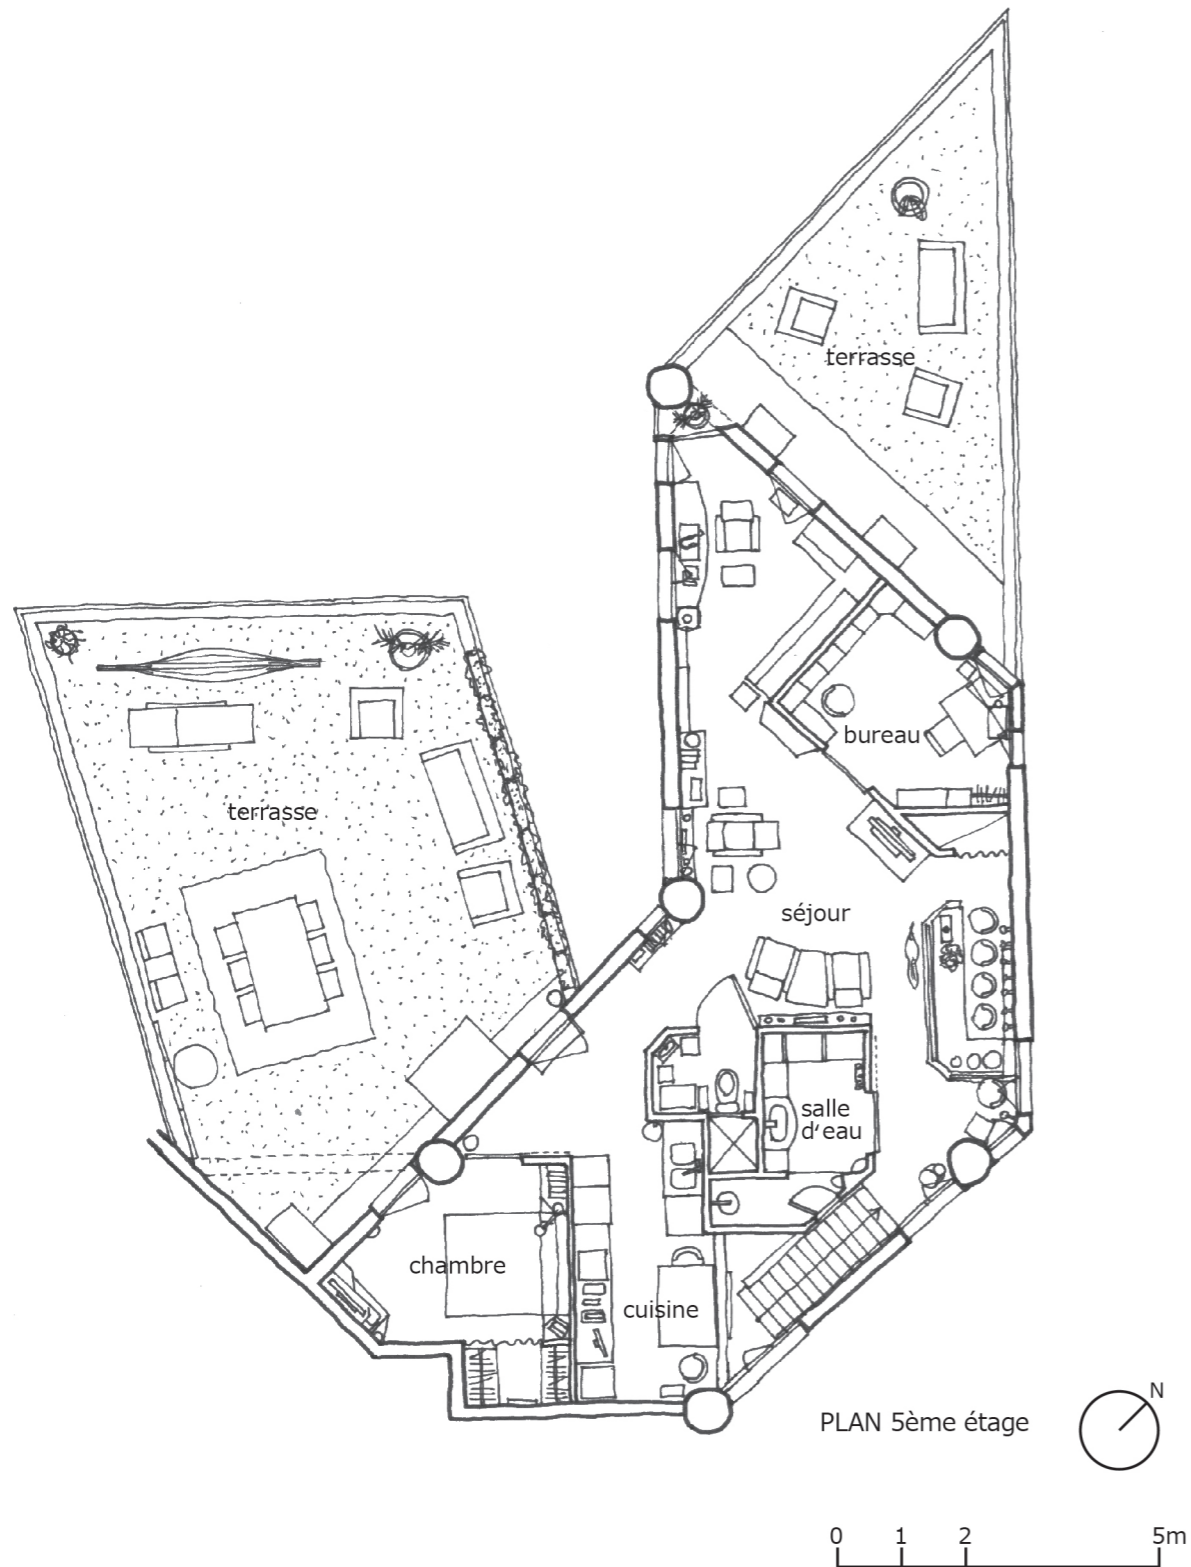 terrasse
bureau
terrasse
séjour
salle
d'eau
chambre
cuisine
N
PLAN 5ème étage
0 1 2 5m